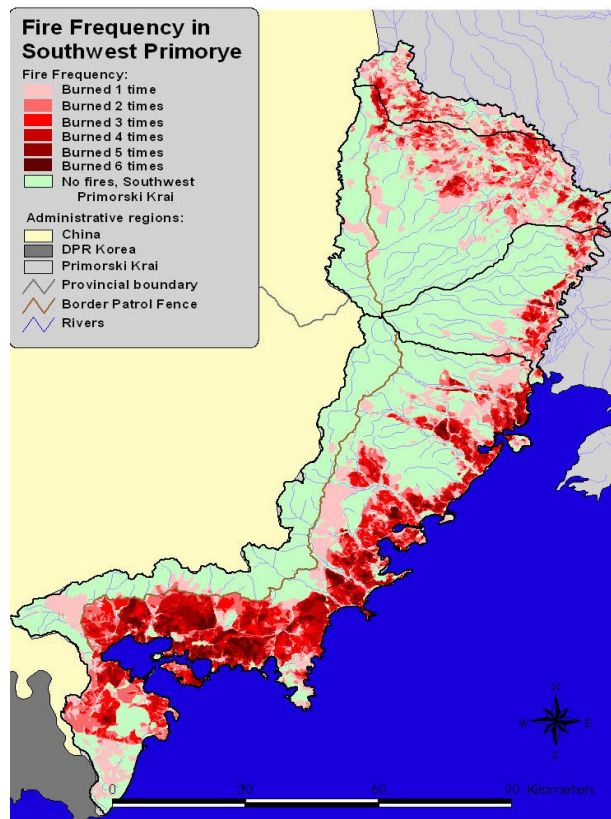 Fire Frequency in
Southwest Primorye
Fire Frequency:
Burned 1 time
Burned 2 times
Burned 3 times
Burned 4 times
Burned 5 times
Burned 6 times
No fires, Southwest
Primorski Krai
Administrative regions:
China
DPR Korea
Primorski Krai
Provincial boundary
Border Patrol Fence
Rivers
N
W E
S
0 30 60 90 Kilometers